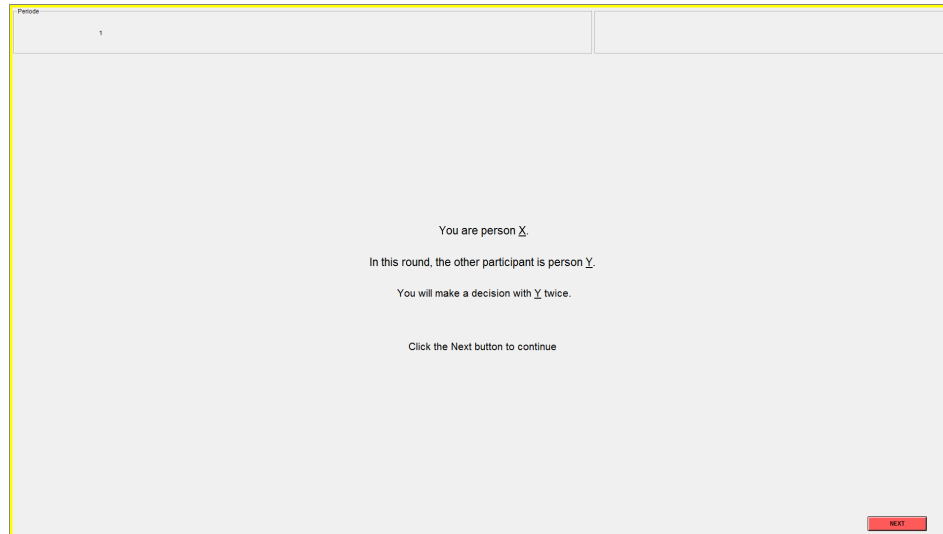 Periode
1
You are person X.
In this round, the other participant is person Y.
You will make a decision with Y twice.
Click the Next button to continue
NEXT